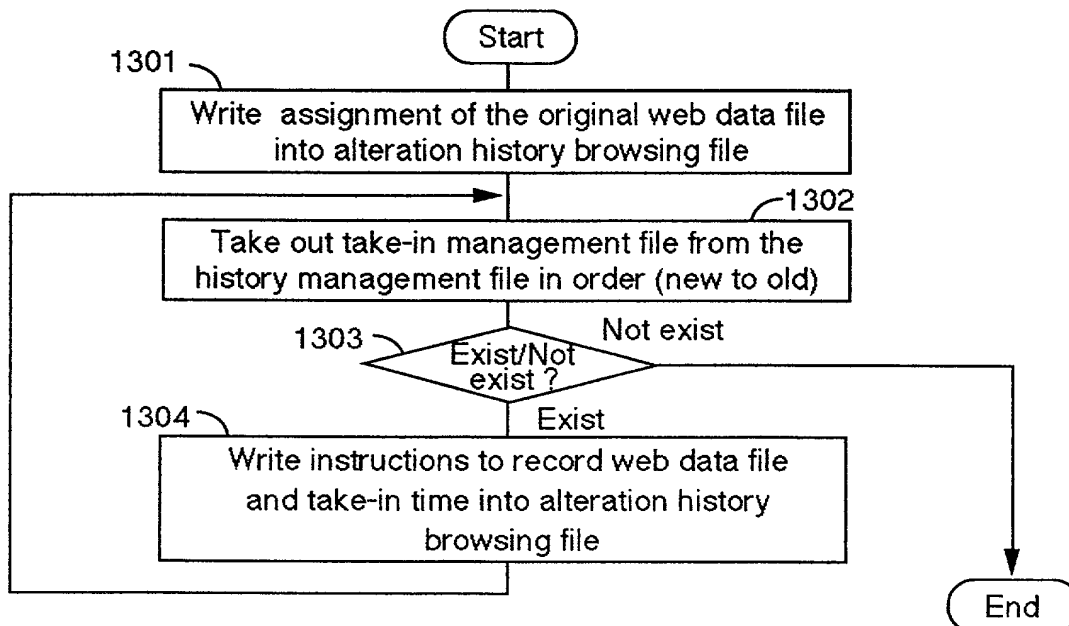 Start
1301
Write assignment of the original web data file
into alteration history browsing file
1302
Take out take-in management file from the
history management file in order (new to old)
1303
Not exist
Exist/Not
exist ?
Exist
1304
Write instructions to record web data file
and take-in time into alteration history
browsing file
End